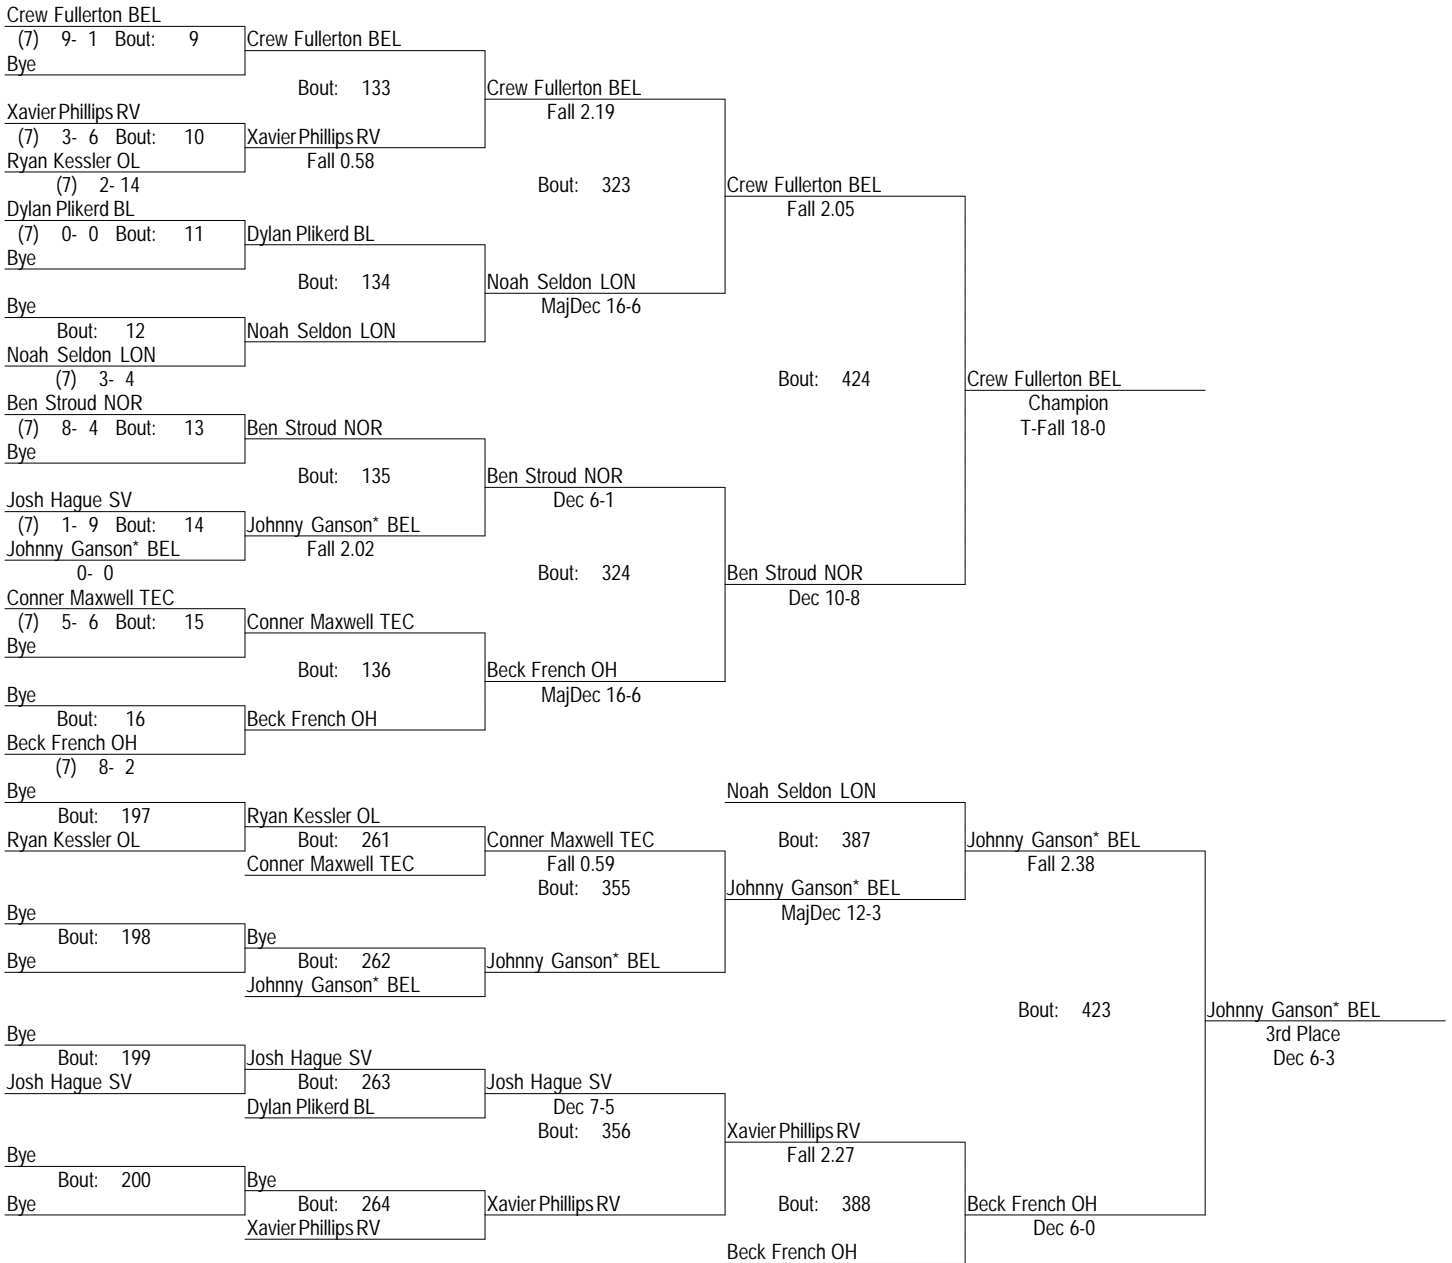 Crew Fullerton BEL
(7) 9- 1 Bout: 9 Crew Fullerton BEL
Bye
Bout: 133 Crew Fullerton BEL
Xavier Phillips RV Fall 2.19
(7) 3- 6 Bout: 10 Xavier Phillips RV
Ryan Kessler OL Fall 0.58
(7) 2- 14 Bout: 323 Crew Fullerton BEL
Dylan Plikerd BL Fall 2.05
(7) 0- 0 Bout: 11 Dylan Plikerd BL
Bye
Bout: 134 Noah Seldon LON
Bye MajDec 16-6
Bout: 12 Noah Seldon LON
Noah Seldon LON
(7) 3- 4 Bout: 424 Crew Fullerton BEL
Ben Stroud NOR Champion
(7) 8- 4 Bout: 13 Ben Stroud NOR T-Fall 18-0
Bye
Bout: 135 Ben Stroud NOR
Josh Hague SV Dec 6-1
(7) 1- 9 Bout: 14 Johnny Ganson* BEL
Johnny Ganson* BEL Fall 2.02
0- 0 Bout: 324 Ben Stroud NOR
Conner Maxwell TEC Dec 10-8
(7) 5- 6 Bout: 15 Conner Maxwell TEC
Bye
Bout: 136 Beck French OH
Bye MajDec 16-6
Bout: 16 Beck French OH
Beck French OH
(7) 8- 2
Bye Noah Seldon LON
Bout: 197 Ryan Kessler OL
Ryan Kessler OL Bout: 261 Conner Maxwell TEC Bout: 387 Johnny Ganson* BEL
Conner Maxwell TEC Fall 0.59 Fall 2.38
Bout: 355 Johnny Ganson* BEL
Bye MajDec 12-3
Bout: 198 Bye
Bye Bout: 262 Johnny Ganson* BEL
Johnny Ganson* BEL
Bout: 423 Johnny Ganson* BEL
Bye 3rd Place
Bout: 199 Josh Hague SV Dec 6-3
Josh Hague SV Bout: 263 Josh Hague SV
Dylan Plikerd BL Dec 7-5
Bout: 356 Xavier Phillips RV
Bye Fall 2.27
Bout: 200 Bye
Bye Bout: 264 Xavier Phillips RV Bout: 388 Beck French OH
Xavier Phillips RV Dec 6-0
Beck French OH